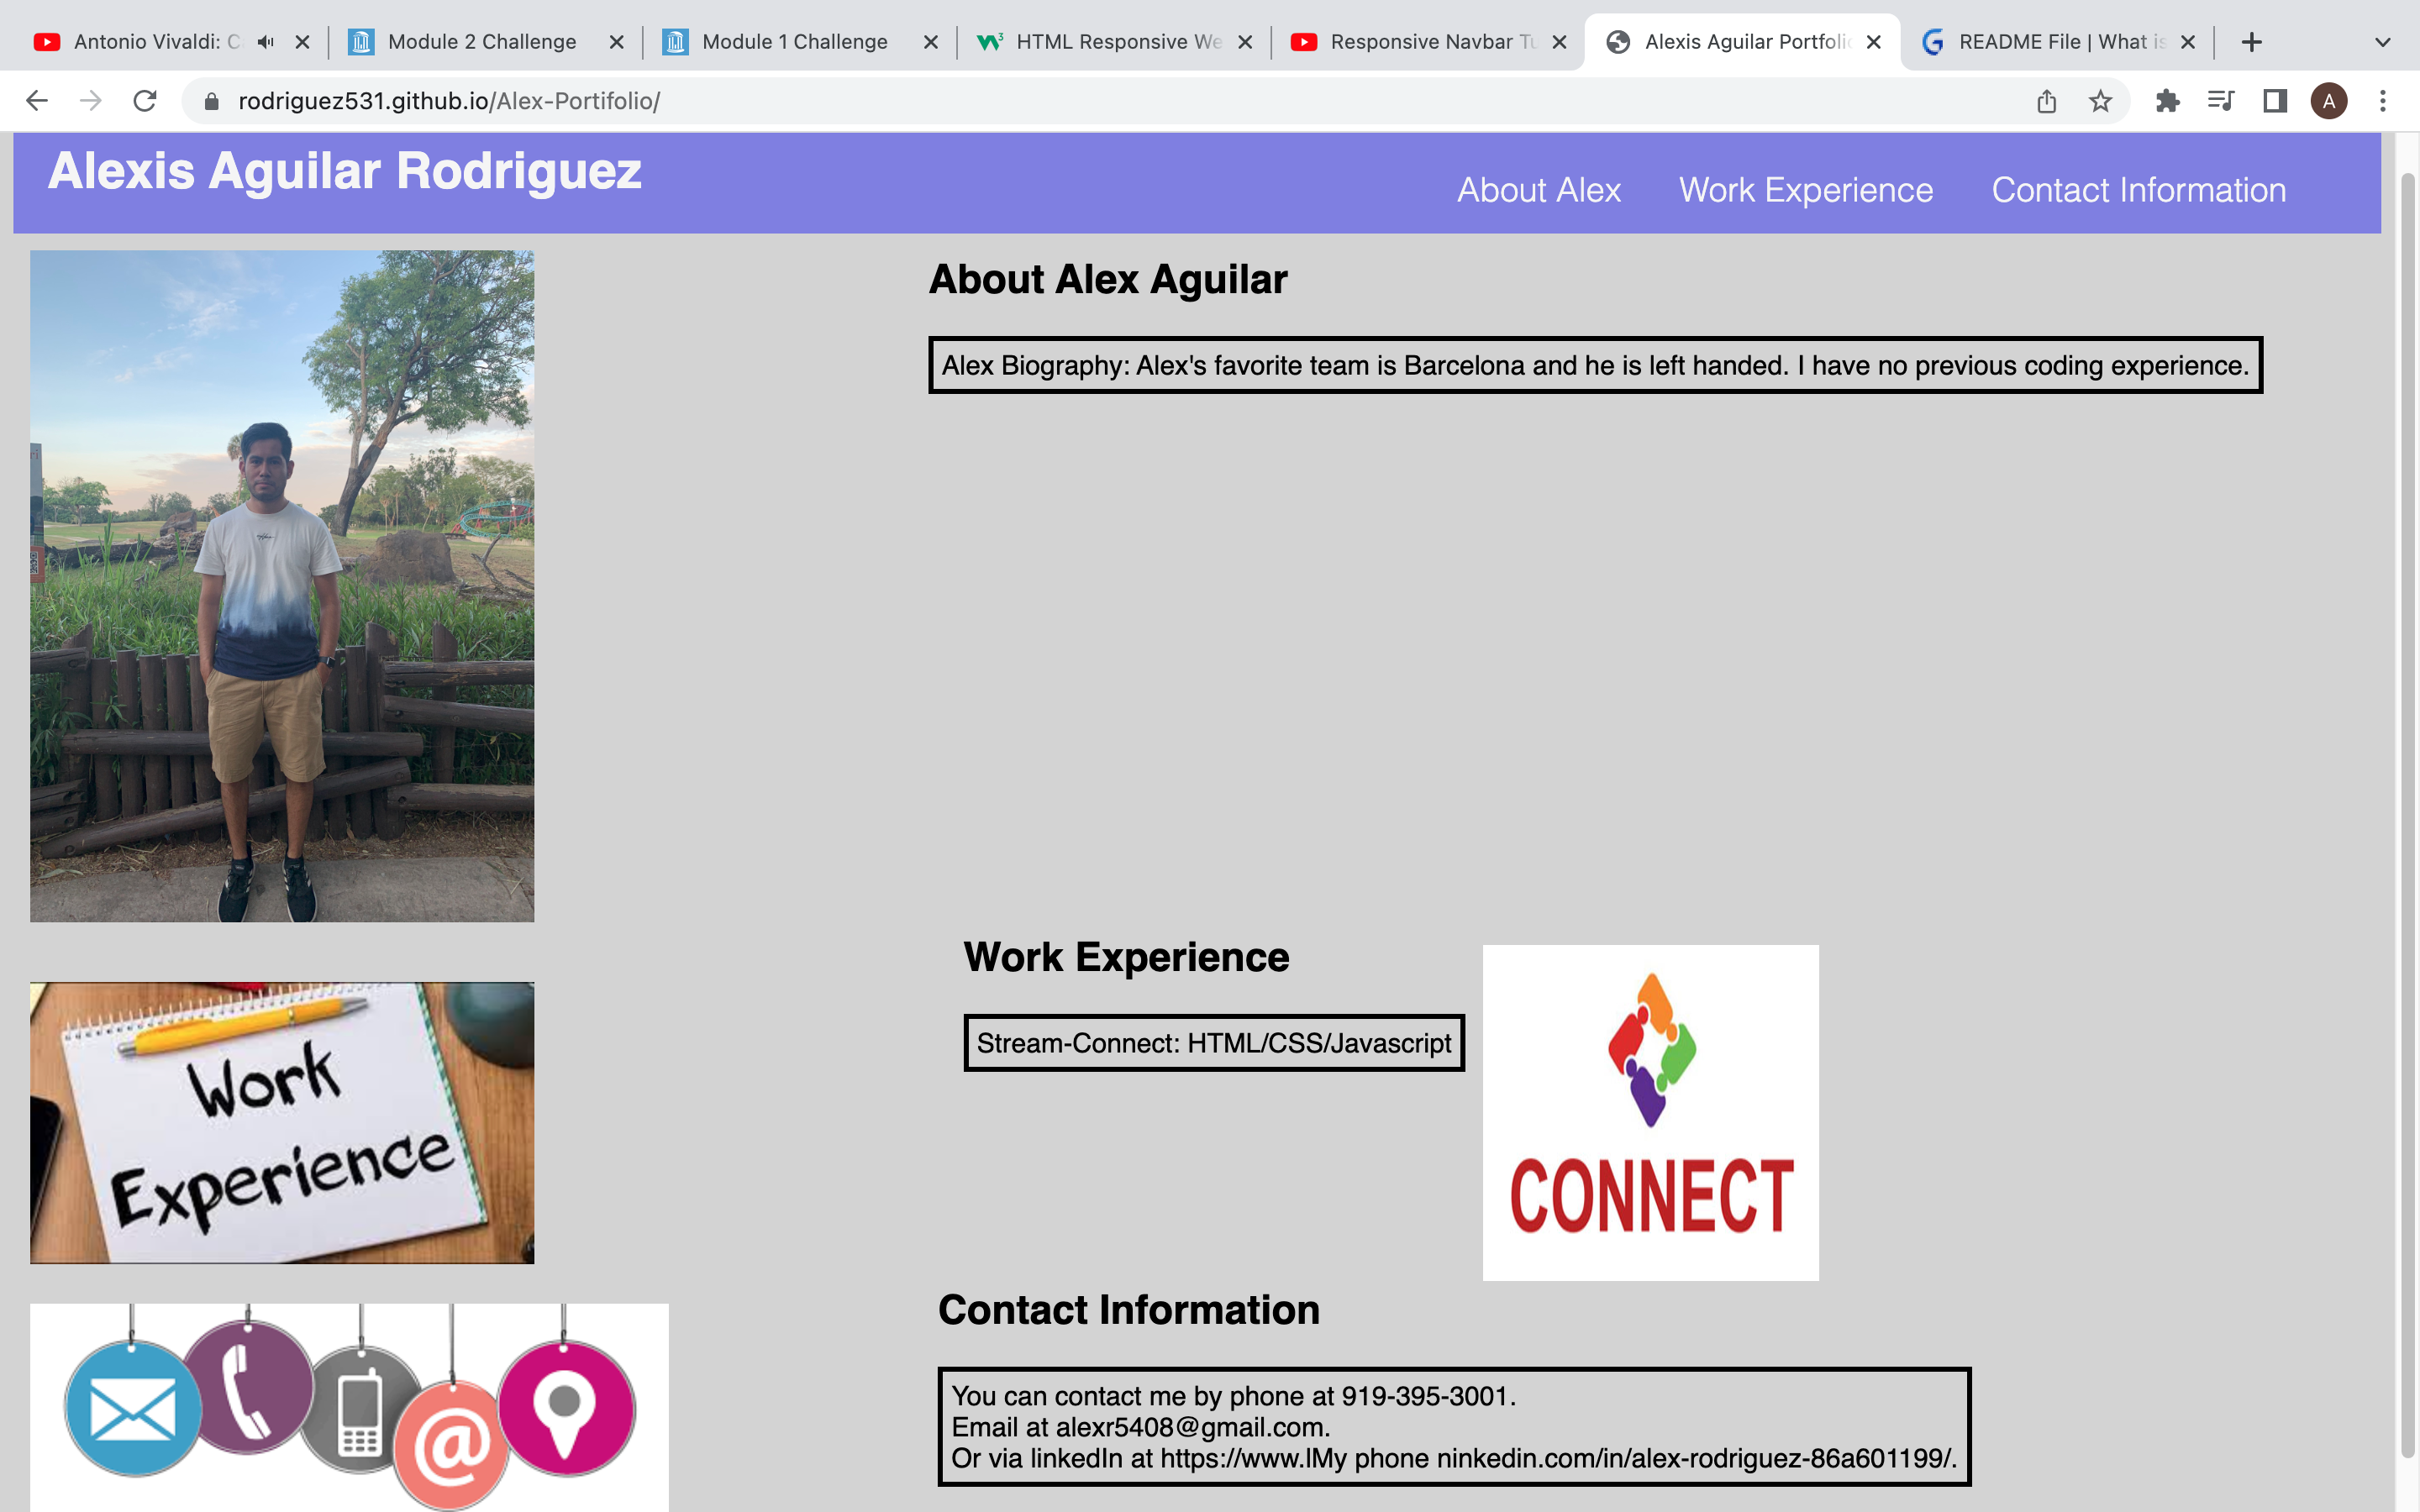 Antonio Vivaldi: C
Module 2 Challenge
Module 1 Challenge
HTML Responsive We
Responsive Navbar Tu
Alexis Aguilar Portfolio
README File | What is
rodriguez531.github.io/Alex-Portifolio/
A
Alexis Aguilar Rodriguez
About Alex
Work Experience
Contact Information
About Alex Aguilar
Alex Biography: Alex's favorite team is Barcelona and he is left handed. I have no previous coding experience.
Work Experience
Stream-Connect: HTML/CSS/Javascript
CONNECT
Work
Experience
Contact Information
You can contact me by phone at 919-395-3001.
Email at alexr5408@gmail.com.
Or via linkedIn at https://www.lMy phone ninkedin.com/in/alex-rodriguez-86a601199/.
@